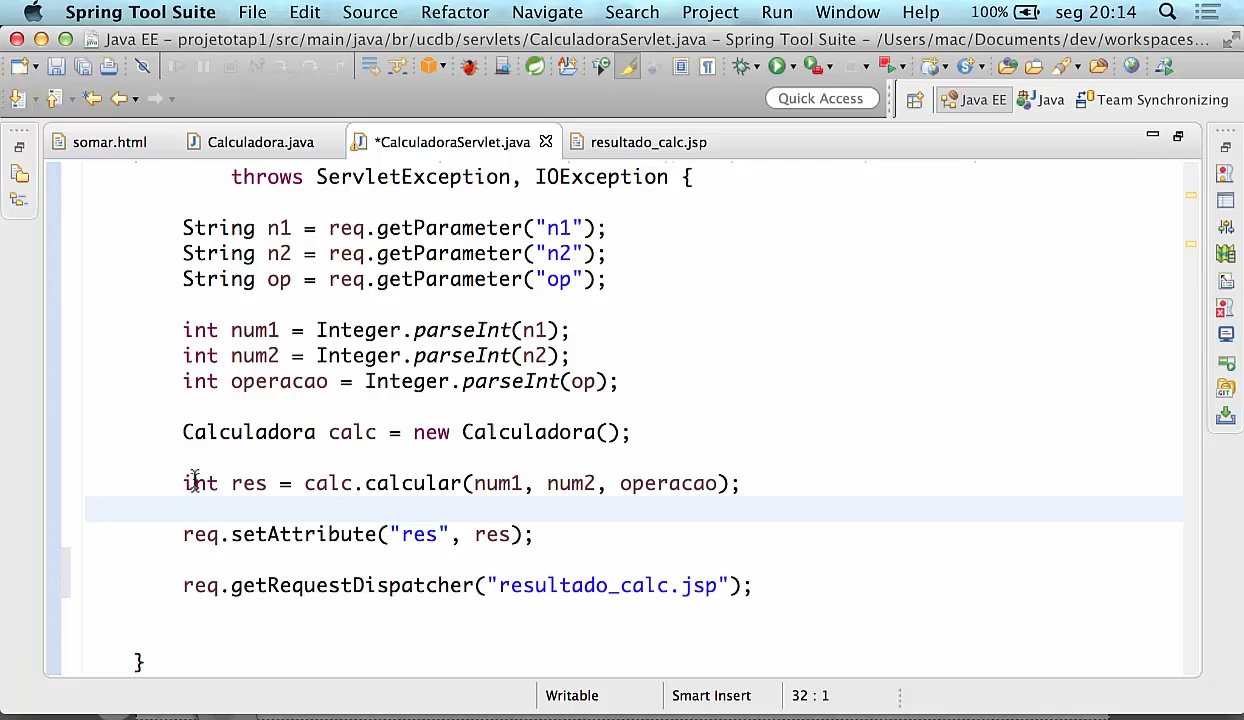 Spring Tool Suite File Edit Source Refactor Navigate Search Project Run Window Help 100% seg 20:14
Java EE – projetotap1/src/main/java/br/ucdb/servlets/CalculadoraServlet.java – Spring Tool Suite – /Users/mac/Documents/dev/workspaces...
Quick Access Java EE Java Team Synchronizing
somar.html Calculadora.java *CalculadoraServlet.java resultado_calc.jsp
throws ServletException, IOException {
String n1 = req.getParameter("n1");
String n2 = req.getParameter("n2");
String op = req.getParameter("op");
int num1 = Integer.parseInt(n1);
int num2 = Integer.parseInt(n2);
int operacao = Integer.parseInt(op);
Calculadora calc = new Calculadora();
int res = calc.calcular(num1, num2, operacao);
req.setAttribute("res", res);
req.getRequestDispatcher("resultado_calc.jsp");
}
Writable Smart Insert 32 : 1